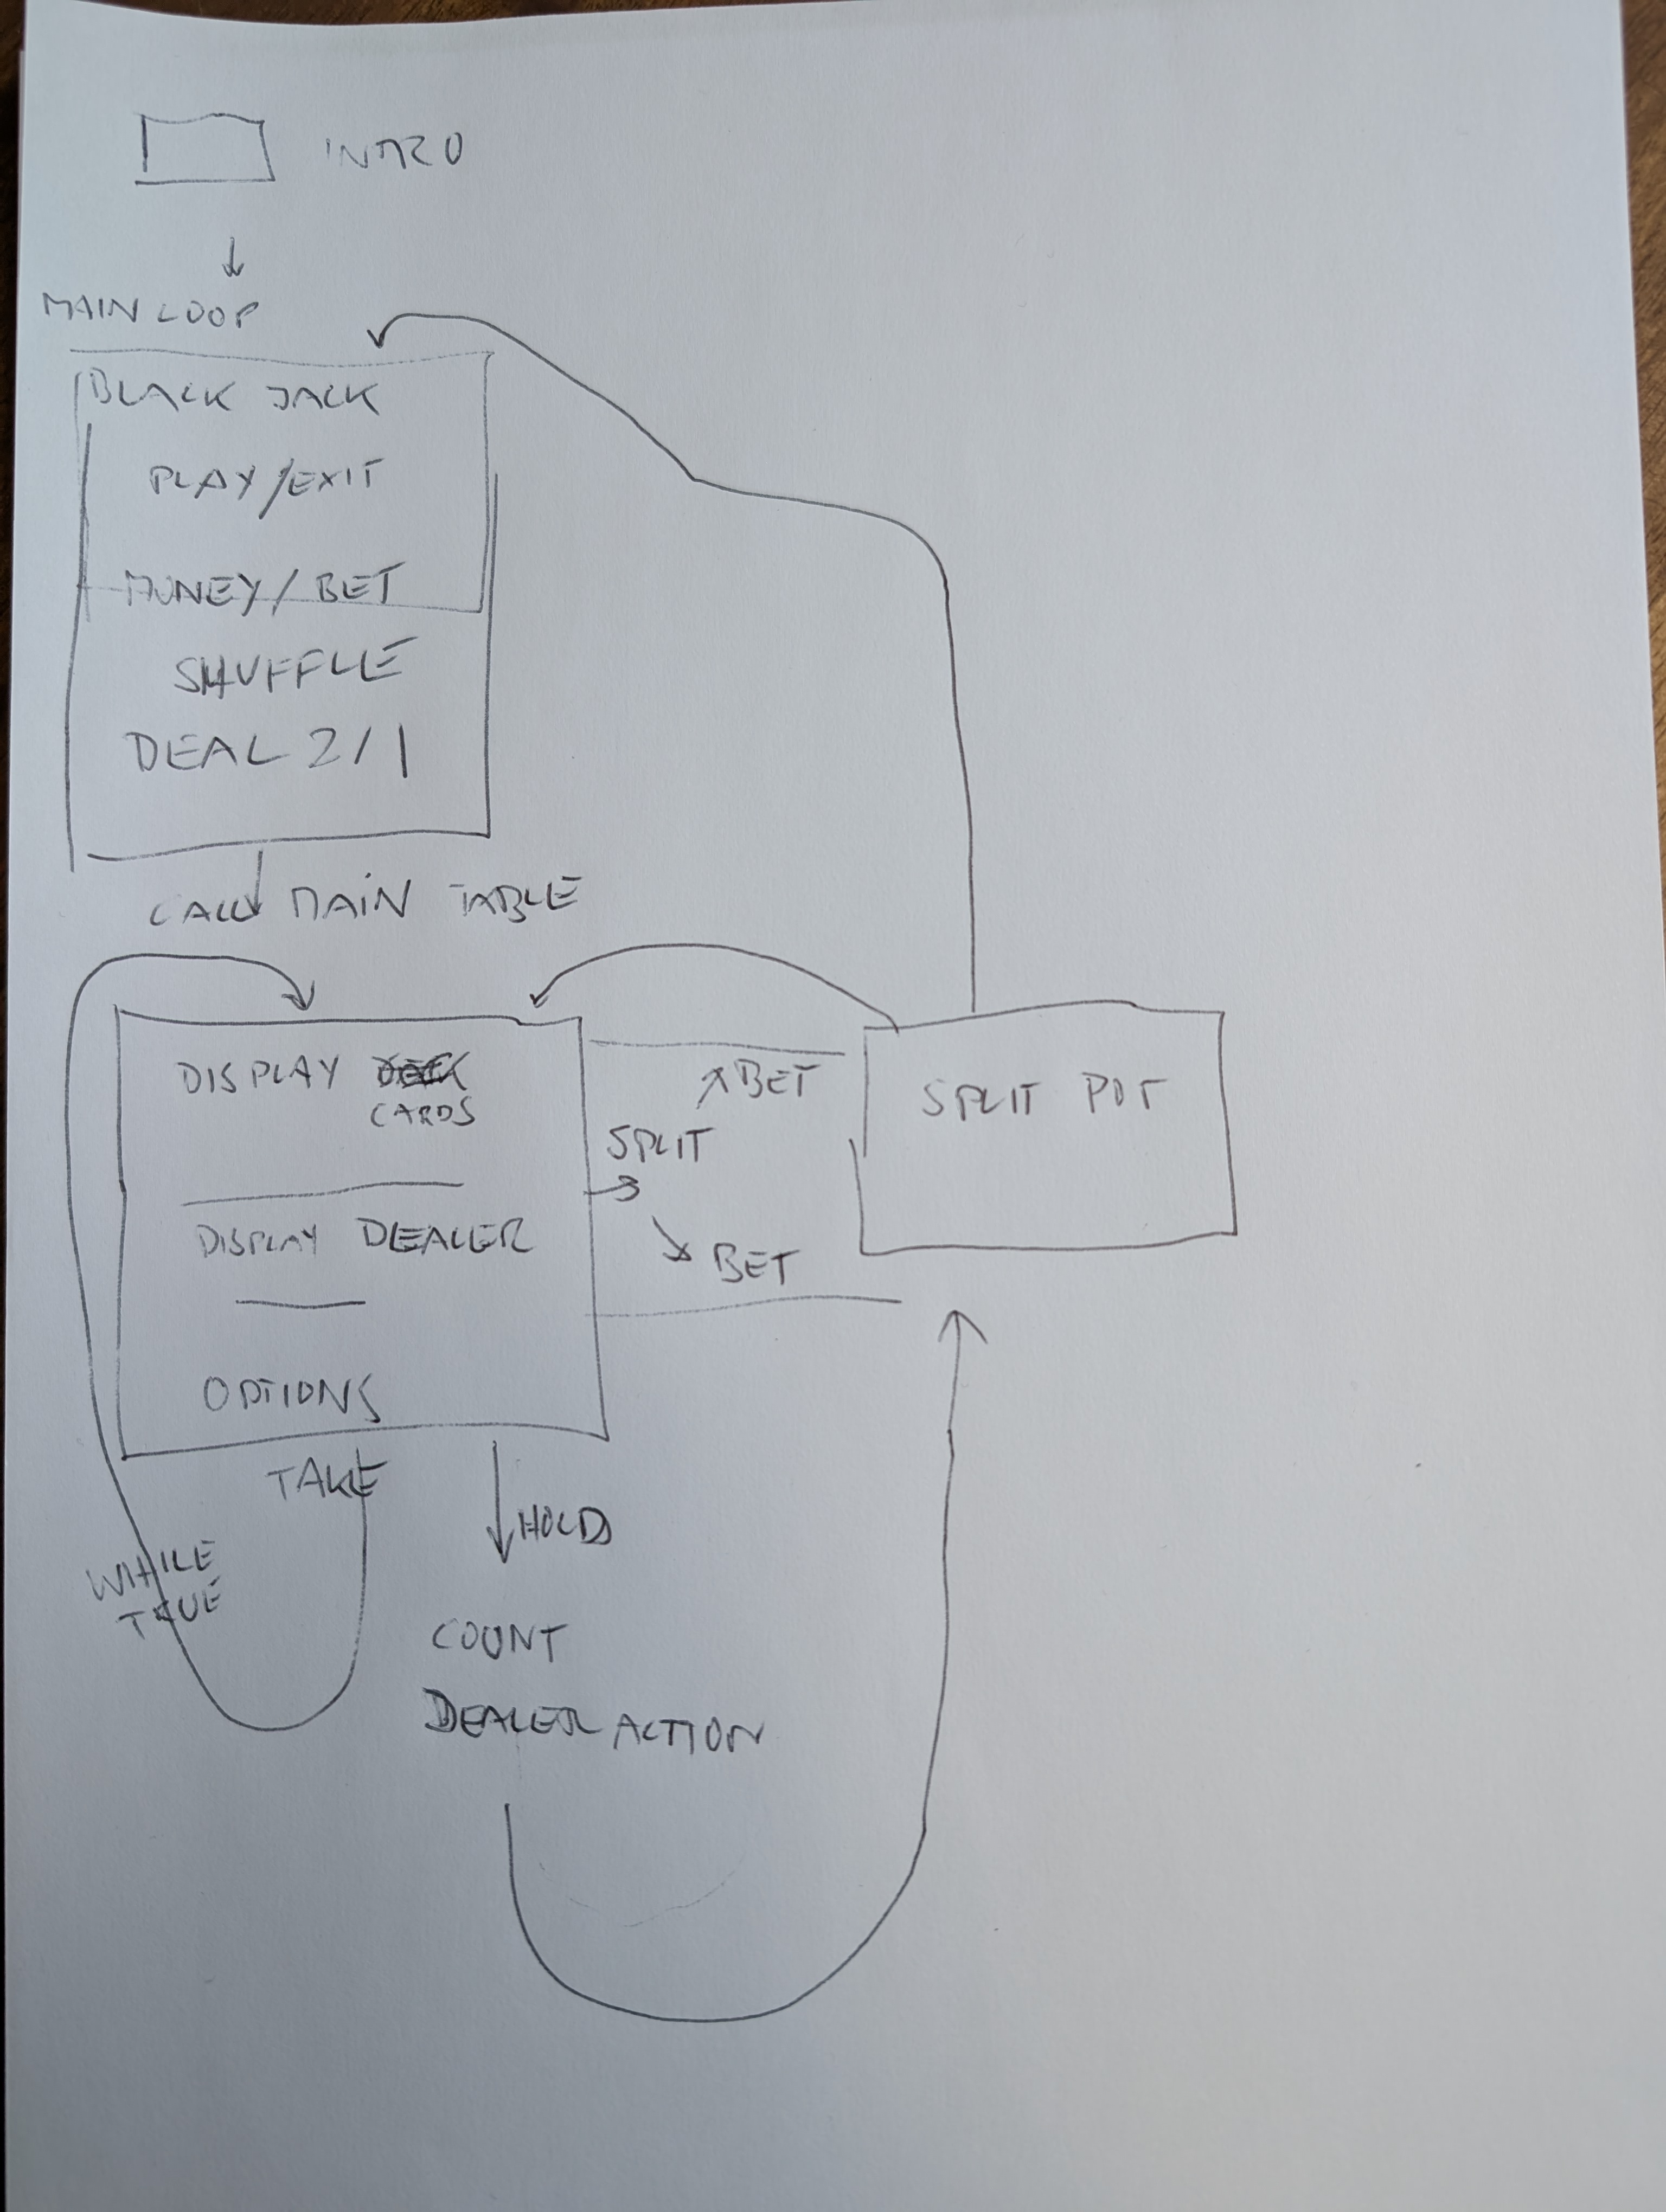 INTRO
MAIN LOOP
BLACK JACK
PLAY/EXIT
MONEY/BET
SHUFFLE
DEAL 2/1
CALL MAIN TABLE
DISPLAY
CARDS
DISPLAY DEALER
OPTIONS
BET
SPLIT
BET
SPLIT POT
TAKE
HOLD
WHILE
TRUE
COUNT
DEALER ACTION